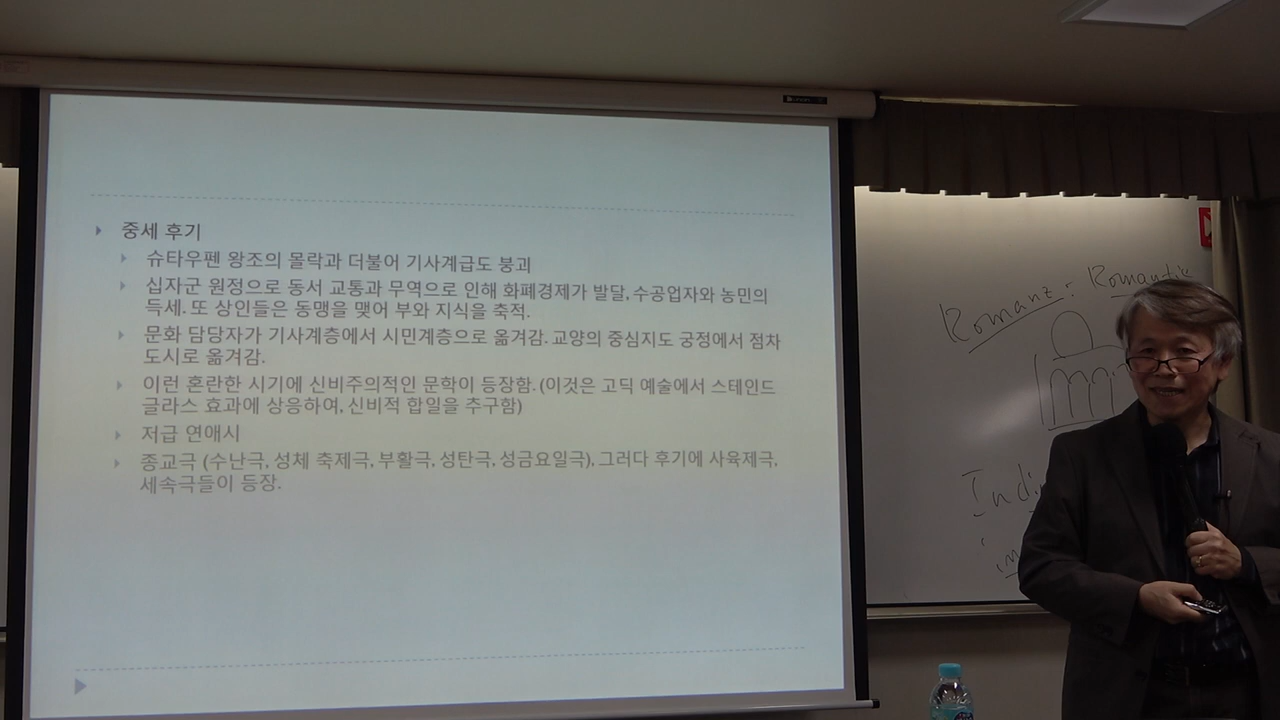 중세 후기
슈타우펜 왕조의 몰락과 더불어 기사계급도 붕괴
십자군 원정으로 동서 교통과 무역으로 인해 화폐경제가 발달, 수공업자와 농민의
득세. 또 상인들은 동맹을 맺어 부와 지식을 축적.
문화 담당자가 기사계층에서 시민계층으로 옮겨감. 교양의 중심지도 궁정에서 점차
도시로 옮겨감.
이런 혼란한 시기에 신비주의적인 문학이 등장함. (이것은 고딕 예술에서 스테인드
글라스 효과에 상응하여, 신비적 합일을 추구함)
저급 연애시
종교극 (수난극, 성체 축제극, 부활극, 성탄극, 성금요일극), 그러다 후기에 사육제극,
세속극들이 등장.
Romanz: Romantik